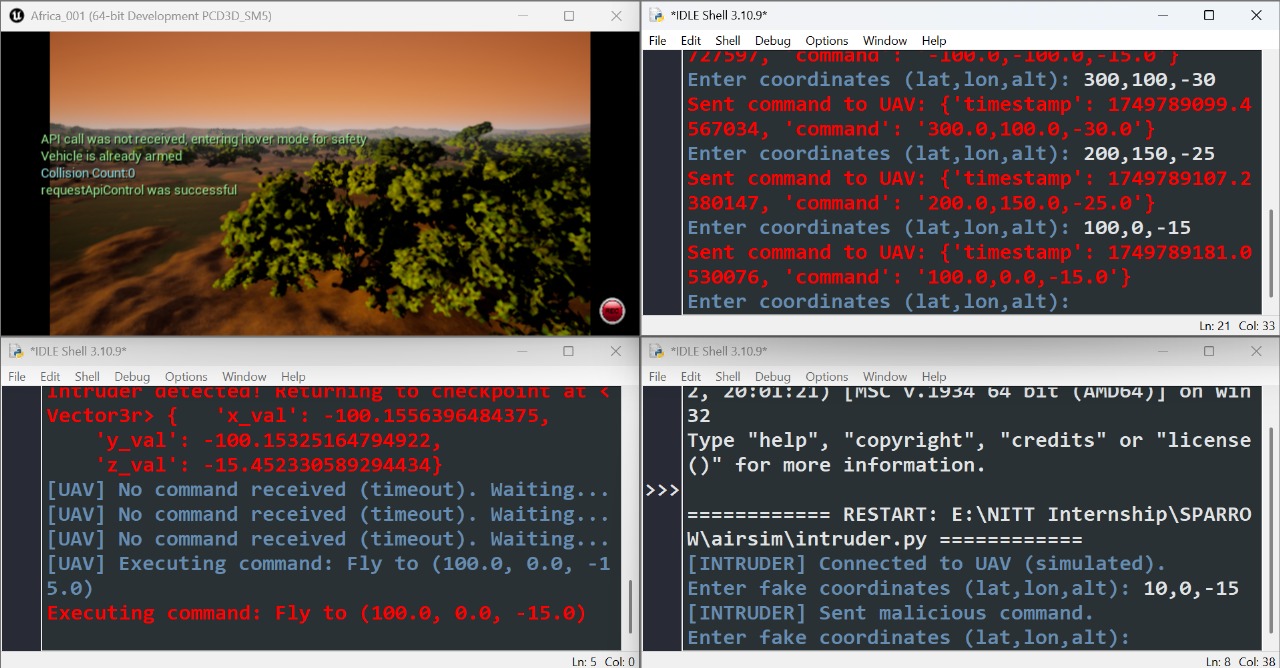 Africa_001 (64-bit Development PCD3D_SM5)
API call was not received, entering hover mode for safety
Vehicle is already armed
Collision Count:0
requestApiControl was successful
*IDLE Shell 3.10.9*
File Edit Shell Debug Options Window Help
727597, 'command': '-100.0,-100.0,-15.0'}
Enter coordinates (lat,lon,alt): 300,100,-30
Sent command to UAV: {'timestamp': 1749789099.4
567034, 'command': '300.0,100.0,-30.0'}
Enter coordinates (lat,lon,alt): 200,150,-25
Sent command to UAV: {'timestamp': 1749789107.2
380147, 'command': '200.0,150.0,-25.0'}
Enter coordinates (lat,lon,alt): 100,0,-15
Sent command to UAV: {'timestamp': 1749789181.0
530076, 'command': '100.0,0.0,-15.0'}
Enter coordinates (lat,lon,alt):
Ln: 21 Col: 33
*IDLE Shell 3.10.9*
File Edit Shell Debug Options Window Help
Intruder detected! Returning to checkpoint at <
Vector3r> { 'x_val': -100.1556396484375,
'y_val': -100.15325164794922,
'z_val': -15.452330589294434}
[UAV] No command received (timeout). Waiting...
[UAV] No command received (timeout). Waiting...
[UAV] No command received (timeout). Waiting...
[UAV] Executing command: Fly to (100.0, 0.0, -1
5.0)
Executing command: Fly to (100.0, 0.0, -15.0)
Ln: 5 Col: 0
*IDLE Shell 3.10.9*
File Edit Shell Debug Options Window Help
2, 20:01:21) [MSC v.1934 64 bit (AMD64)] on win
32
Type "help", "copyright", "credits" or "license
()" for more information.
>>>
============ RESTART: E:\NITT Internship\SPARRO
W\airsim\intruder.py ============
[INTRUDER] Connected to UAV (simulated).
Enter fake coordinates (lat,lon,alt): 10,0,-15
[INTRUDER] Sent malicious command.
Enter fake coordinates (lat,lon,alt):
Ln: 8 Col: 38